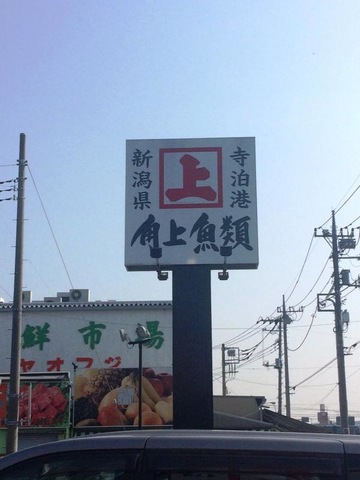 寺泊港
上
新潟県
角上魚類
鮮市場
ヤオフジ